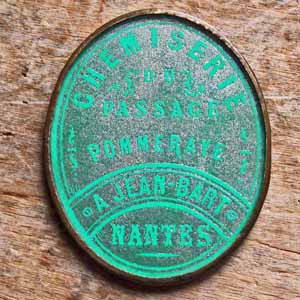 CHEMISERIE
PASSAGE
POMMERAYE
A JEAN-BART
NANTES